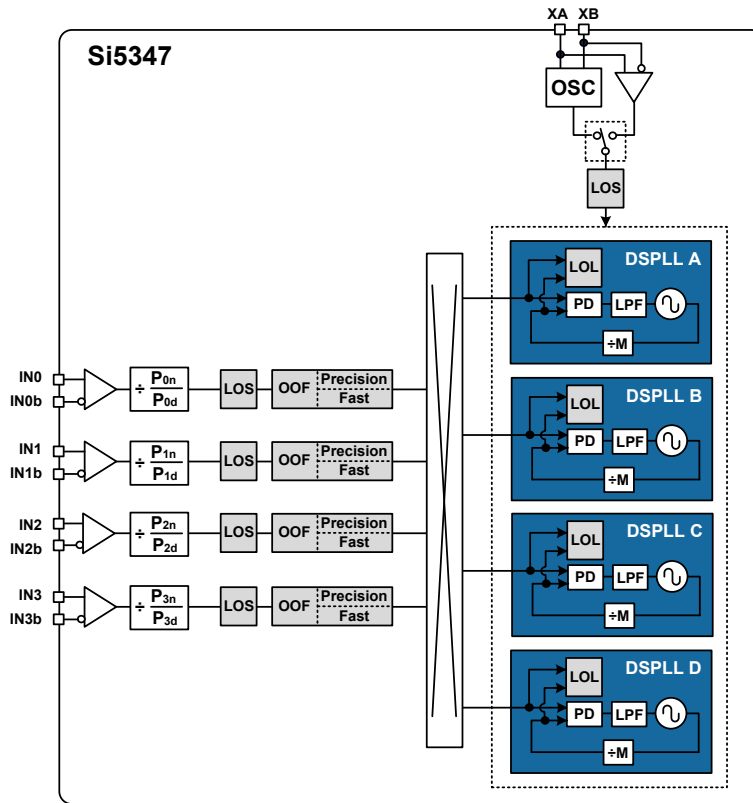 XA XB
Si5347
OSC
LOS
DSPLL A
LOL
PD LPF
÷M
DSPLL B
LOL
PD LPF
÷M
DSPLL C
LOL
PD LPF
÷M
DSPLL D
LOL
PD LPF
÷M
IN0
IN0b
÷ P0n
P0d
LOS OOF Precision
Fast
IN1
IN1b
÷ P1n
P1d
LOS OOF Precision
Fast
IN2
IN2b
÷ P2n
P2d
LOS OOF Precision
Fast
IN3
IN3b
÷ P3n
P3d
LOS OOF Precision
Fast